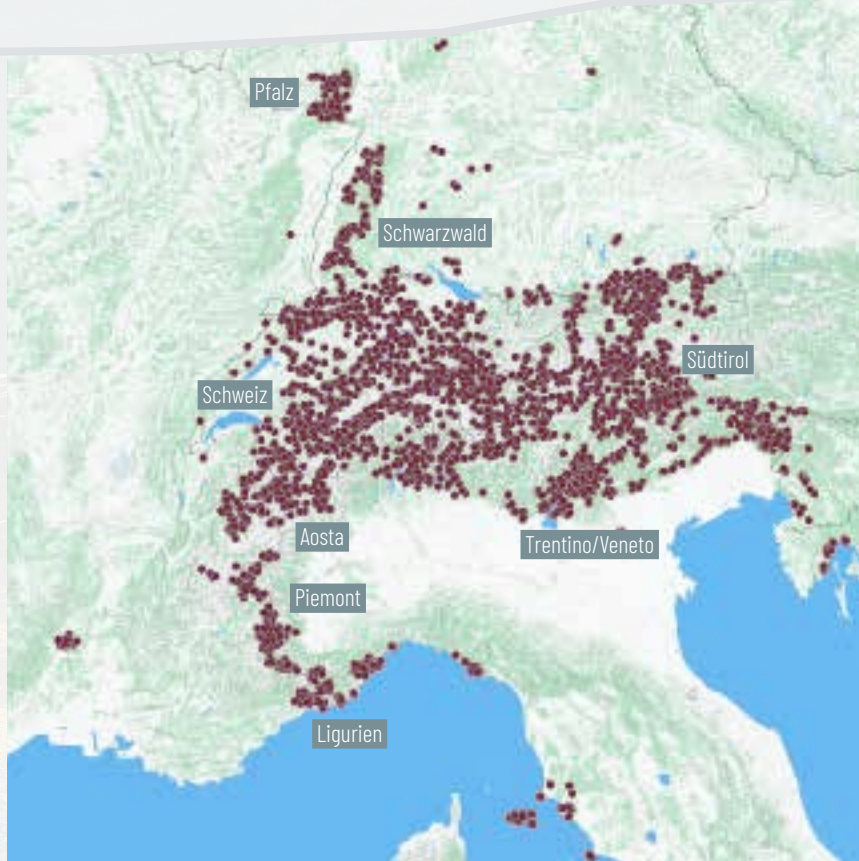 Pfalz
Schwarzwald
Südtirol
Schweiz
Aosta
Trentino/Veneto
Piemont
Ligurien